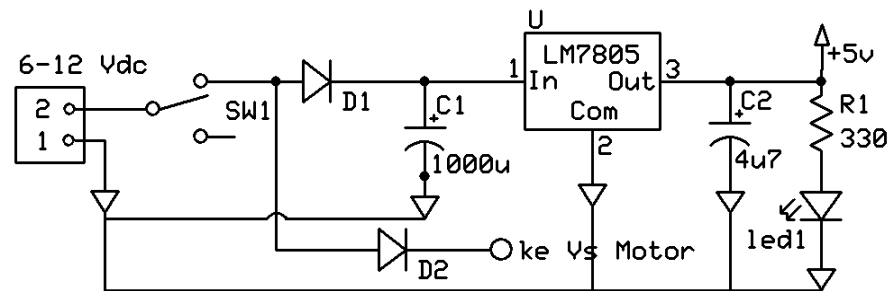 U
6-12 Vdc
LM7805
+5v
1
In
Out
3
2
1
SW1
D1
C1
1000u
Com
2
C2
4u7
R1
330
led1
D2
ke Vs Motor